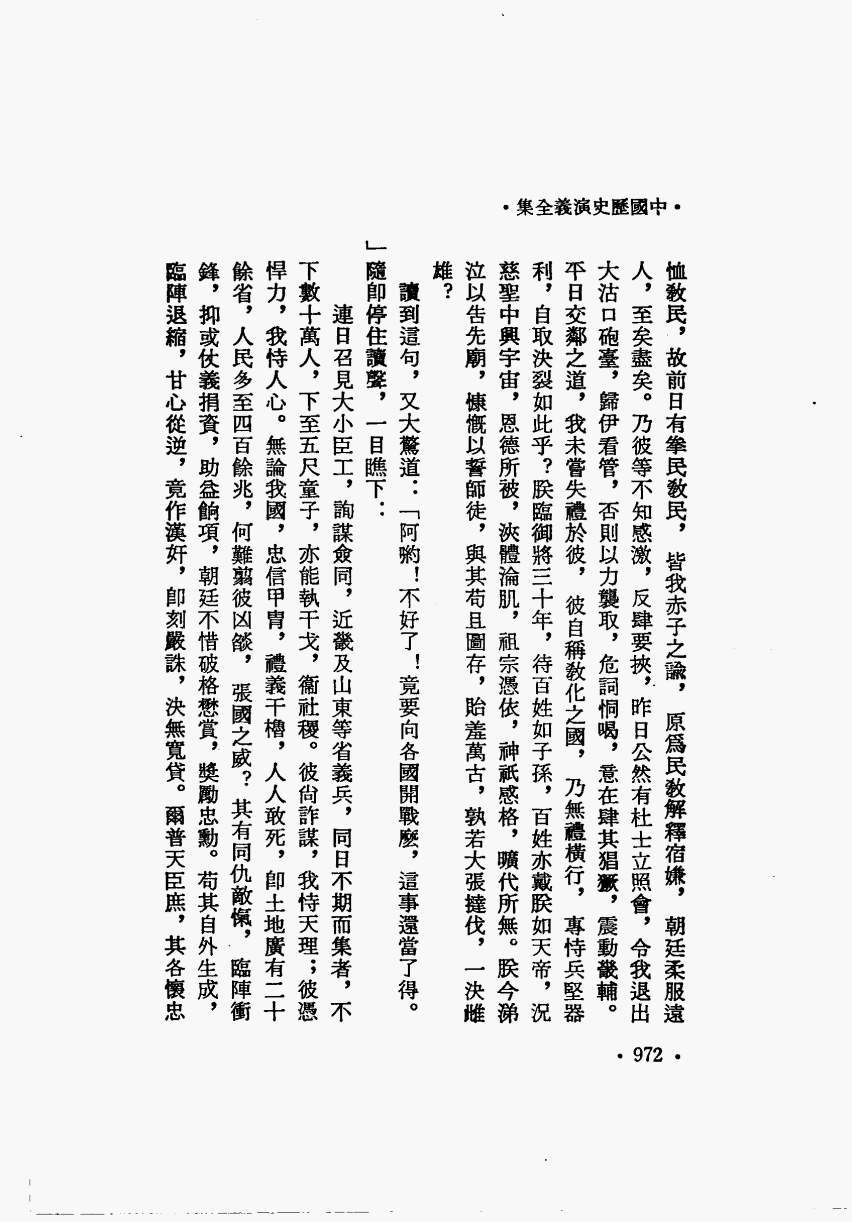 ·中國歷史演義全集·
恤敎民，故前日有拳民敎民，皆我赤子之諭，原爲民敎解釋宿嫌，朝廷柔服遠
人，至矣盡矣。乃彼等不知感激，反肆要挾，昨日公然有杜士立照會，令我退出
大沽口砲臺，歸伊看管，否則以力襲取，危詞恫喝，意在肆其猖獗，震動畿輔。
平日交鄰之道，我未嘗失禮於彼，彼自稱敎化之國，乃無禮橫行，專恃兵堅器
利，自取決裂如此乎？朕臨御將三十年，待百姓如子孫，百姓亦戴朕如天帝，況
慈聖中興宇宙，恩德所被，浹體淪肌，祖宗憑依，神祇感格，曠代所無。朕今涕
泣以告先廟，慷慨以誓師徒，與其苟且圖存，貽羞萬古，孰若大張撻伐，一決雌
雄？
讀到這句，又大驚道：「阿喲！不好了！竟要向各國開戰麽，這事還當了得。
」隨卽停住讀聲，一目瞧下：
連日召見大小臣工，詢謀僉同，近畿及山東等省義兵，同日不期而集者，不
下數十萬人，下至五尺童子，亦能執干戈，衞社稷。彼尙詐謀，我恃天理；彼憑
悍力，我恃人心。無論我國，忠信甲胄，禮義干櫓，人人敢死，卽土地廣有二十
餘省，人民多至四百餘兆，何難翦彼凶燄，張國之威？其有同仇敵愾，臨陣衝
鋒，抑或仗義捐資，助益餉項，朝廷不惜破格懋賞，獎勵忠勳。苟其自外生成，
臨陣退縮，甘心從逆，竟作漢奸，卽刻嚴誅，決無寬貸。爾普天臣庶，其各懷忠
·972·